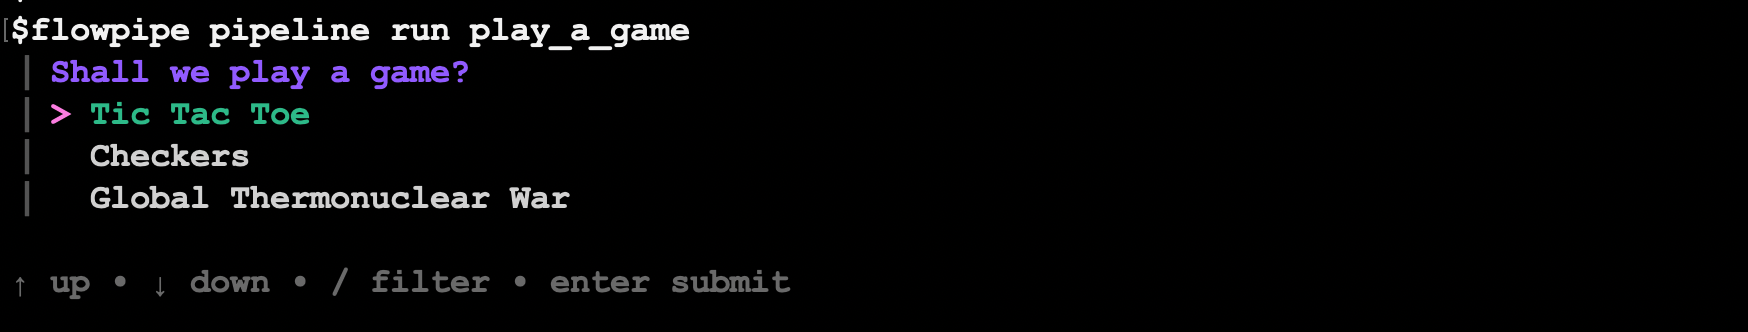 $flowpipe pipeline run play_a_game
Shall we play a game?
> Tic Tac Toe
Checkers
Global Thermonuclear War
↑ up • ↓ down • / filter • enter submit